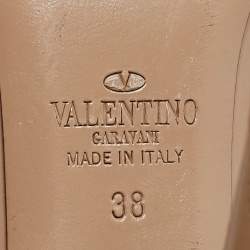 VALENTINO
GARAVANI
MADE IN ITALY
38